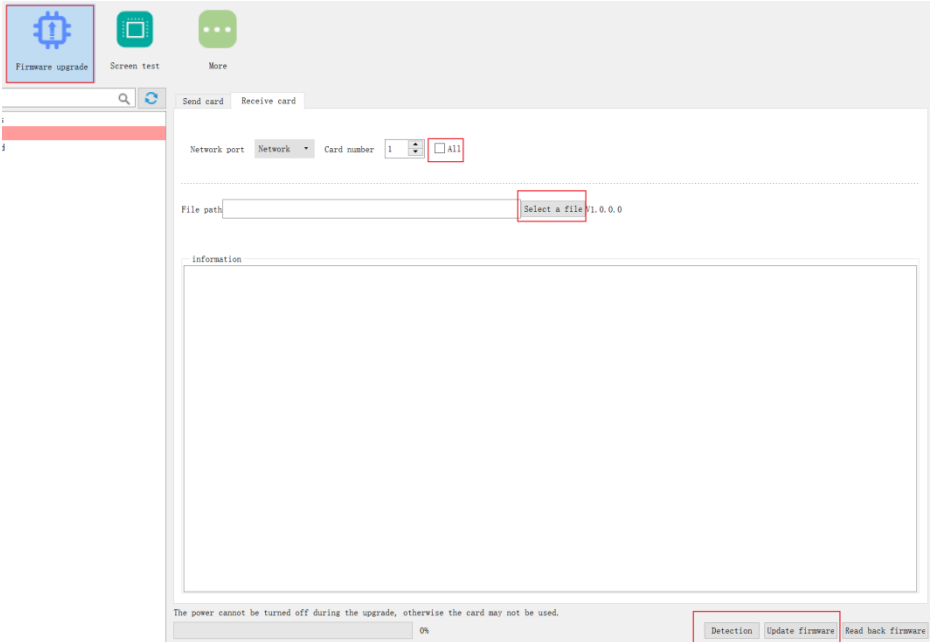 Firmware upgrade
Screen test
More
Send card
Receive card
Network port
Network
Card number
1
All
File path
Select a file
V1.0.0.0
information
The power cannot be turned off during the upgrade, otherwise the card may not be used.
0%
Detection
Update firmware
Read back firmware